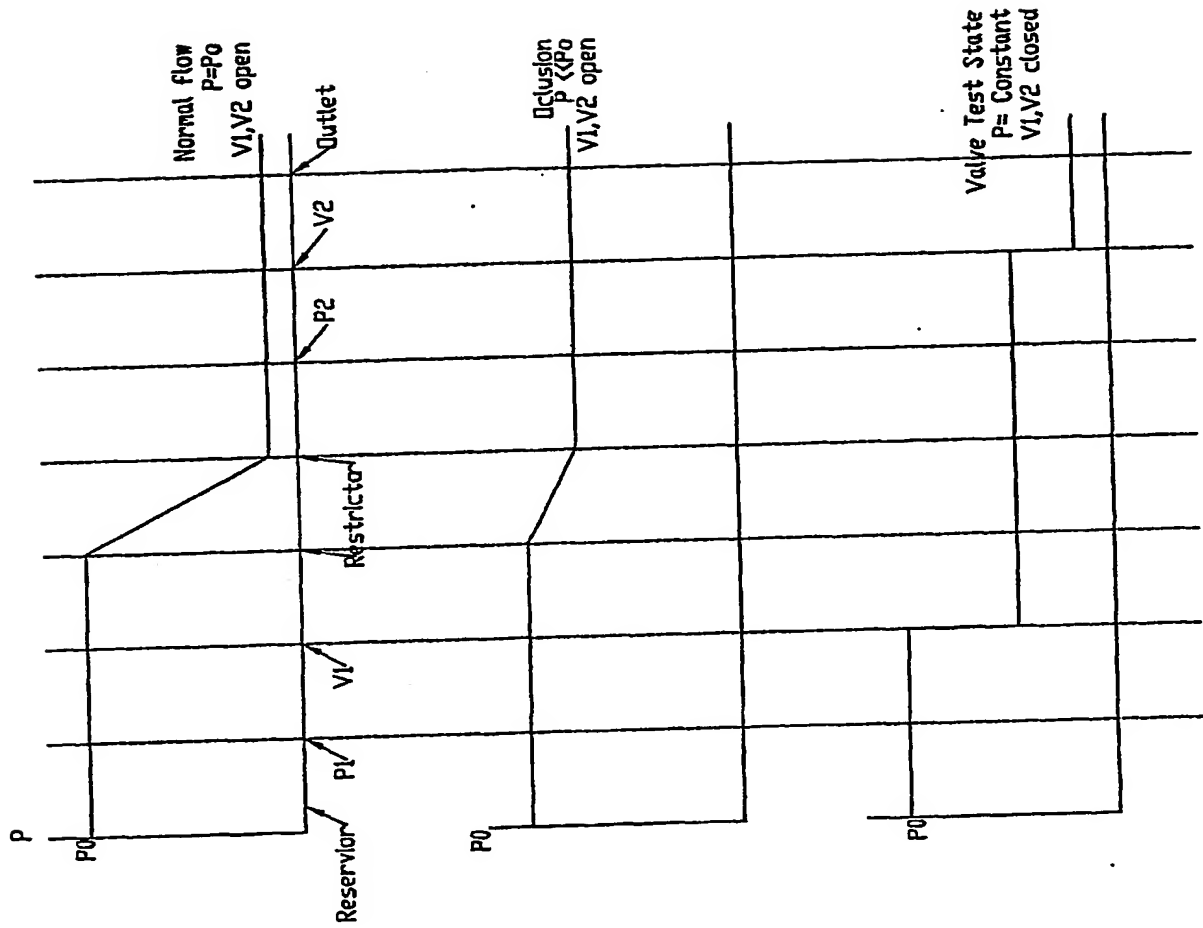 P
P0
Normal flow
P=Po
V1,V2 open
Reservior
P1
V1
Restrictor
P2
V2
Outlet
P0
Oclusion
P <<Po
V1,V2 open
P0
Valve Test State
P= Constant
V1,V2 closed